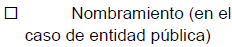 ☐ Nombramiento (en el
caso de entidad pública)